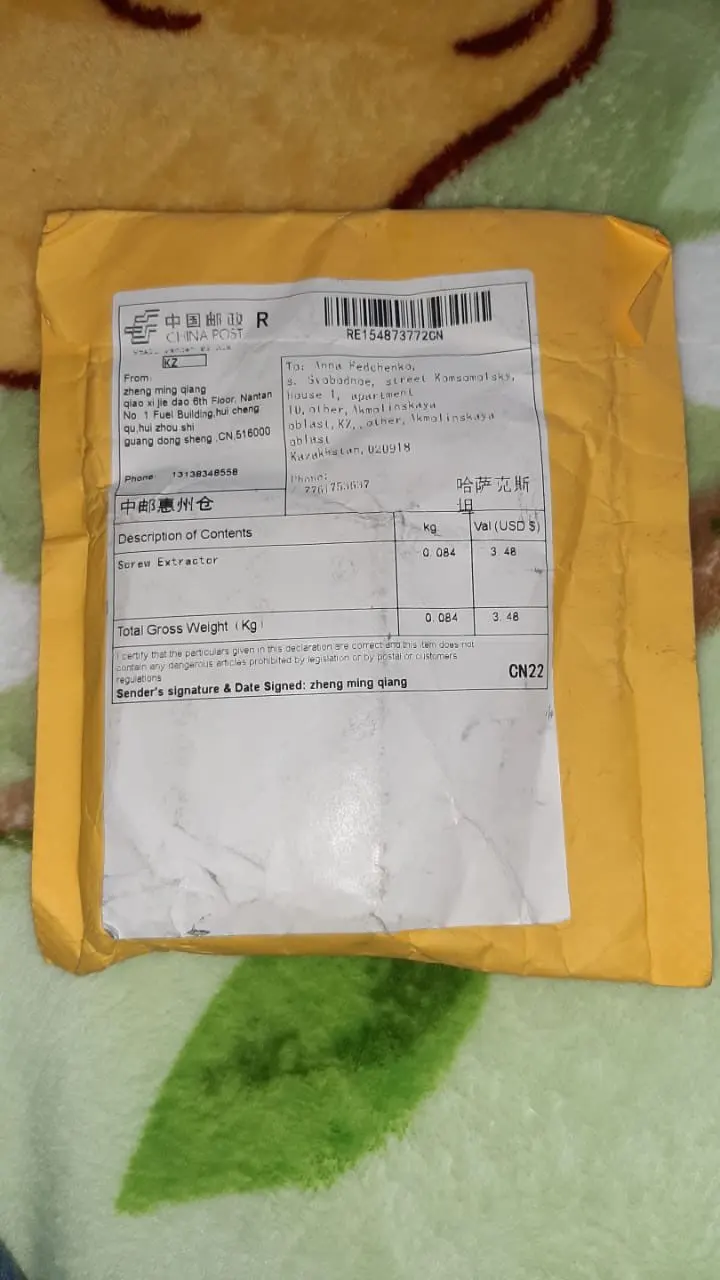 中国邮政 R
CHINA POST
RE154873772CN
KZ
From:
zheng ming qiang
qiao xi jie dao 6th Floor, Nantan
No. 1 Fuel Building,hui cheng
qu,hui zhou shi
guang dong sheng ,CN,516000
Phone: 13138348558
中邮惠州仓
To: Anna Fedchenko,
s. Svobodnoe, street Komsomolsky,
House 1, apartment
10, other, Akmolinskaya
oblast, KZ, , other, Akmolinskaya
oblast
Kazakhstan, 020918
Phone:
哈萨克斯
坦
Description of Contents kg Val (USD $)
Screw Extractor 0.084 3.48
Total Gross Weight (Kg) 0.084 3.48
I certify that the particulars given in this declaration are correct and this item does not
contain any dangerous articles prohibited by legislation or by postal or customers
regulations
Sender's signature & Date Signed: zheng ming qiang
CN22